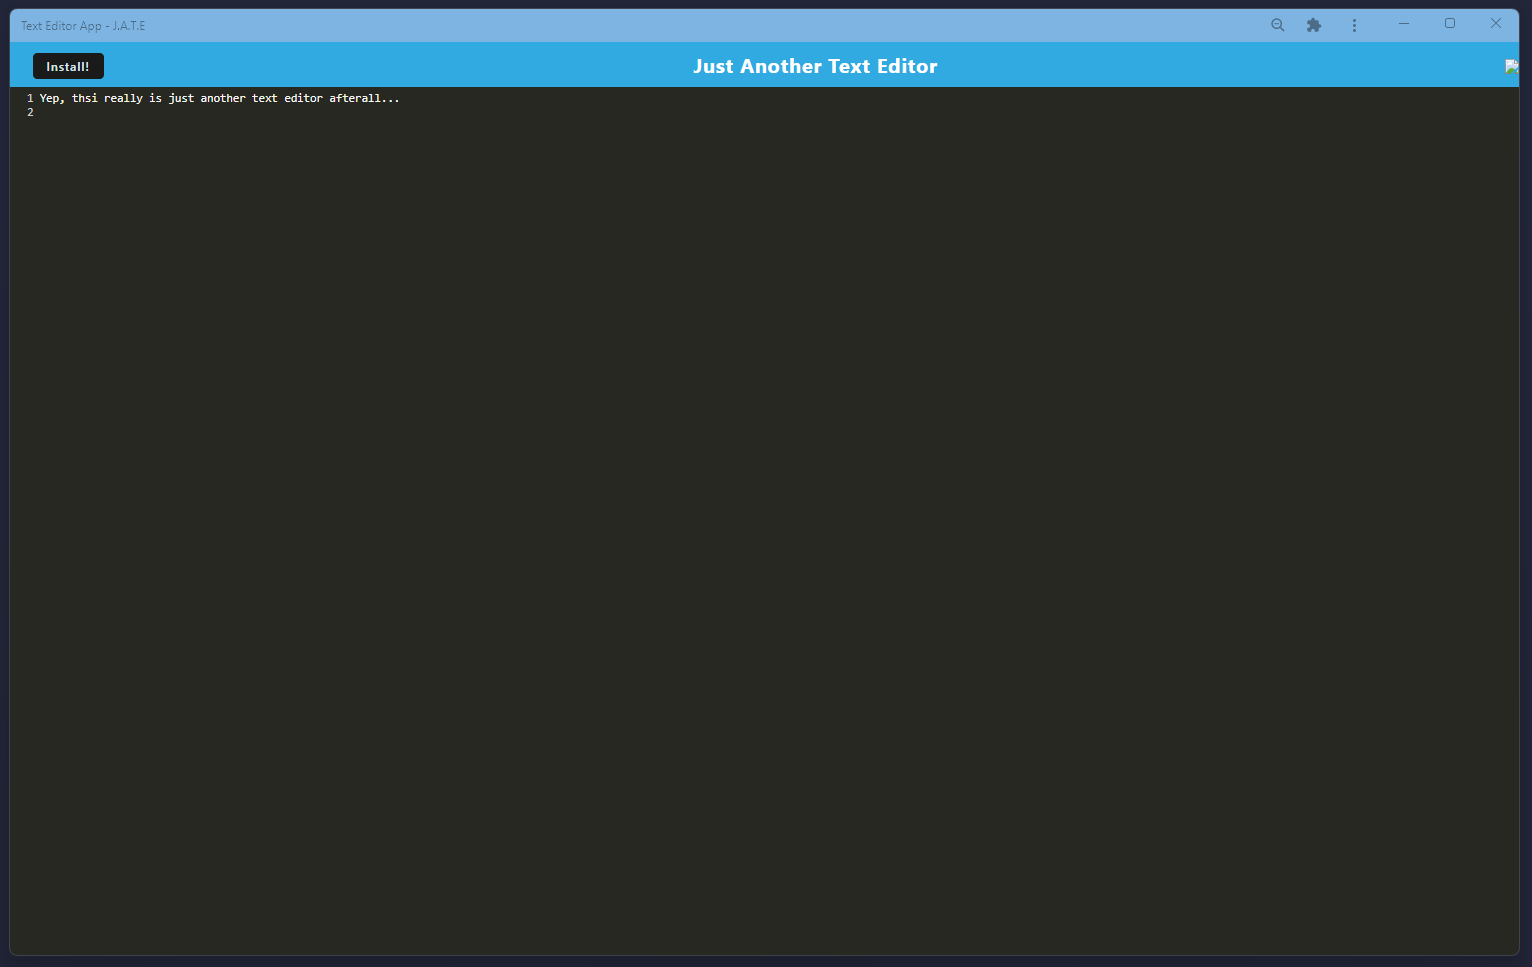 Text Editor App - J.A.T.E
Install!
Just Another Text Editor
1 Yep, thsi really is just another text editor afterall...
2